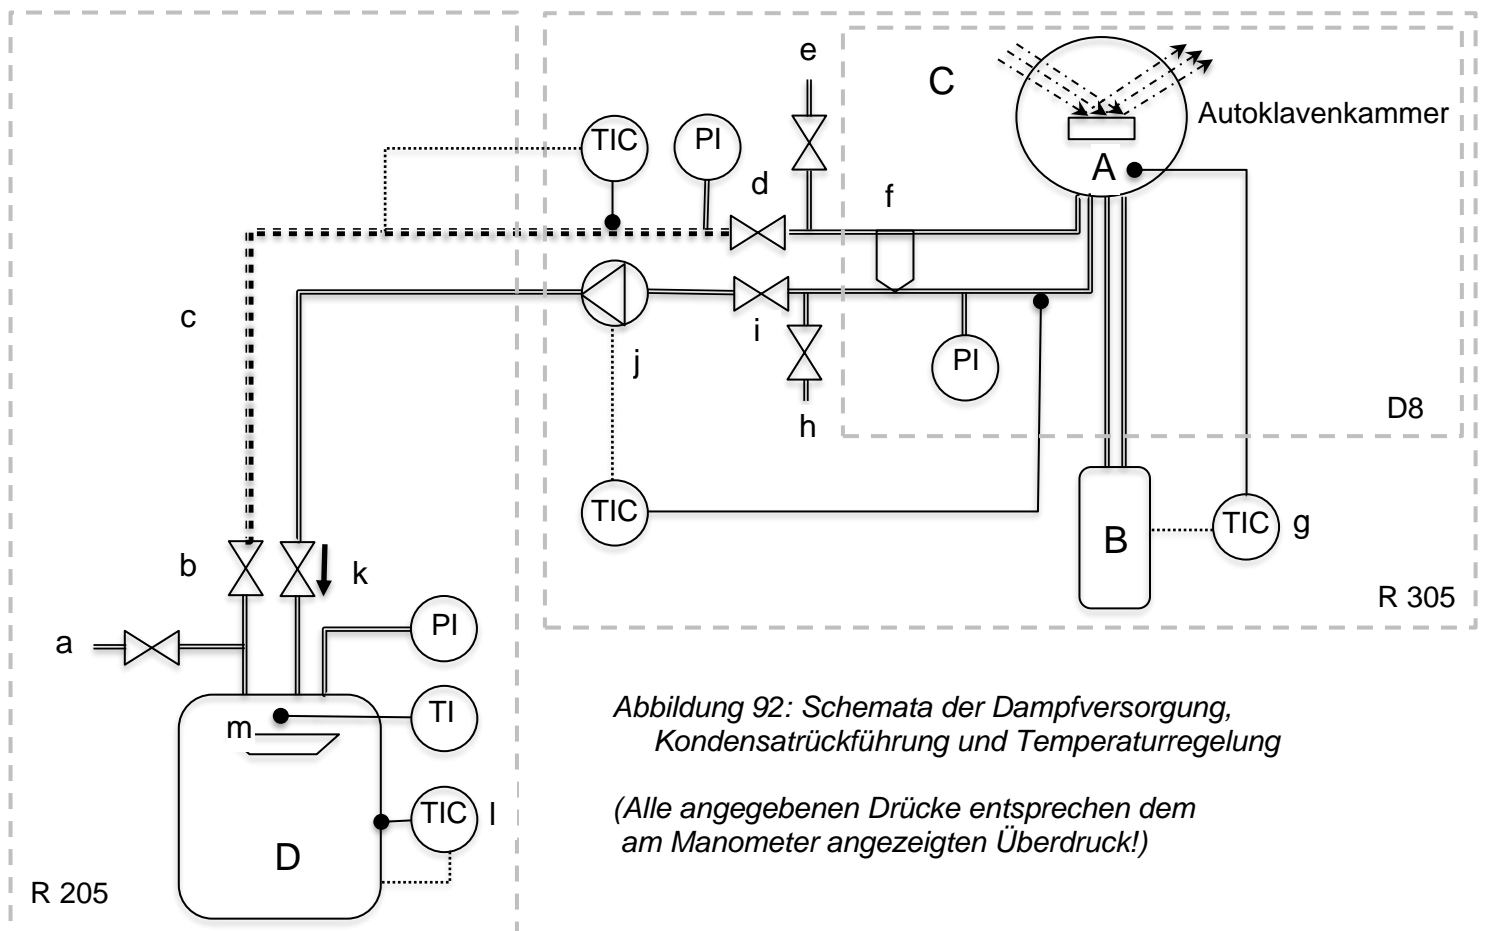 e
C
Autoklavenkammer
TIC
PI
d
f
A
c
i
j
PI
h
D8
TIC
B
TIC
g
R 305
b
k
a
PI
m
TI
TIC
l
D
R 205
Abbildung 92: Schemata der Dampfversorgung,
Kondensatrückführung und Temperaturregelung
(Alle angegebenen Drücke entsprechen dem
am Manometer angezeigten Überdruck!)